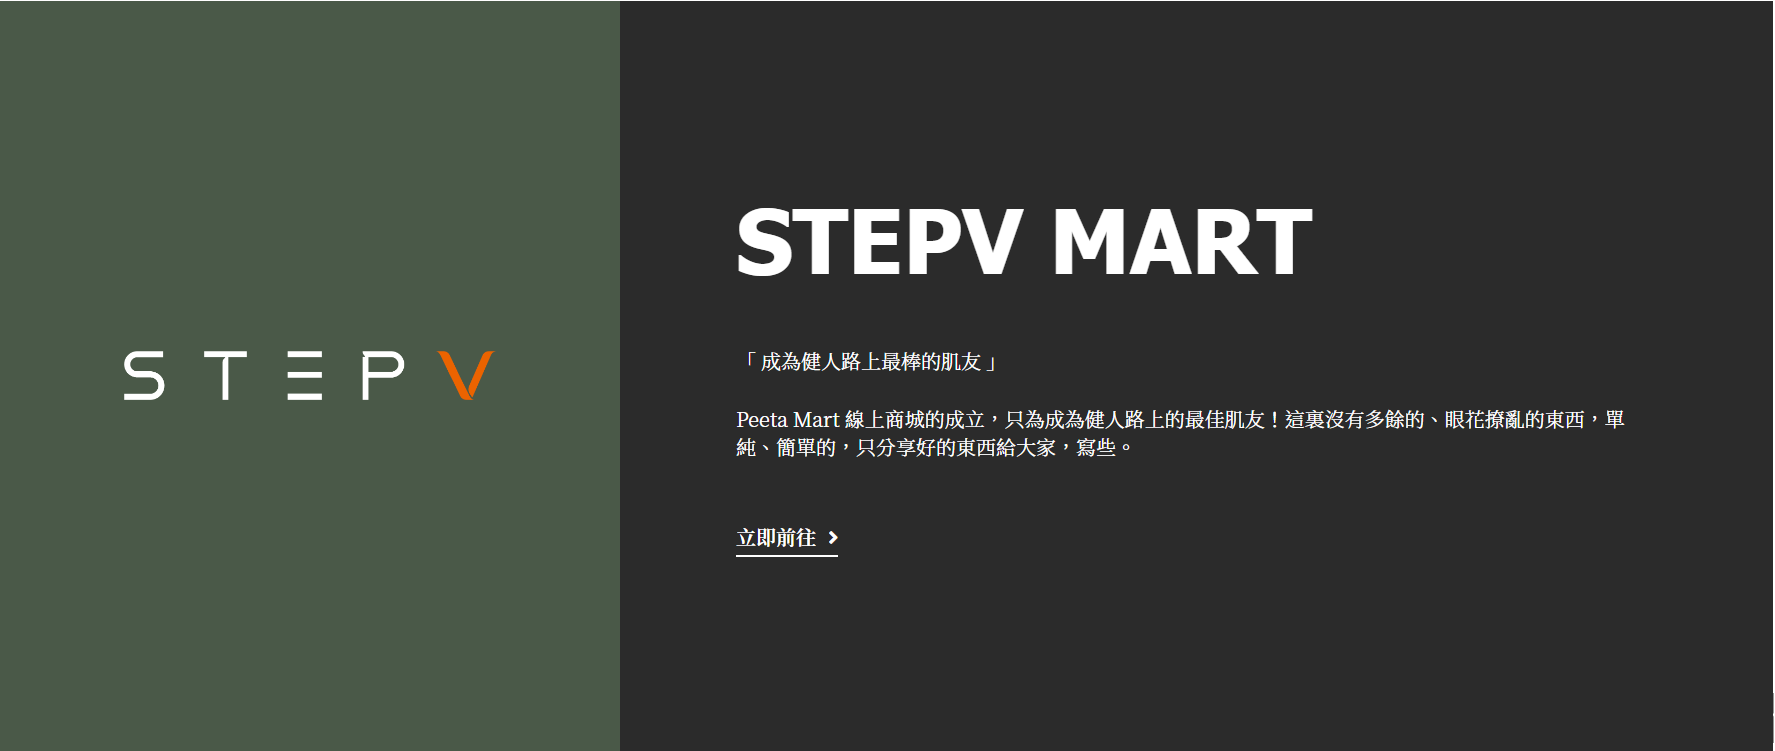 STEPV
STEPV MART
「 成為健人路上最棒的肌友 」
Peeta Mart 線上商城的成立，只為成為健人路上的最佳肌友！這裏沒有多餘的、眼花撩亂的東西，單
純、簡單的，只分享好的東西給大家，寫些。
立即前往